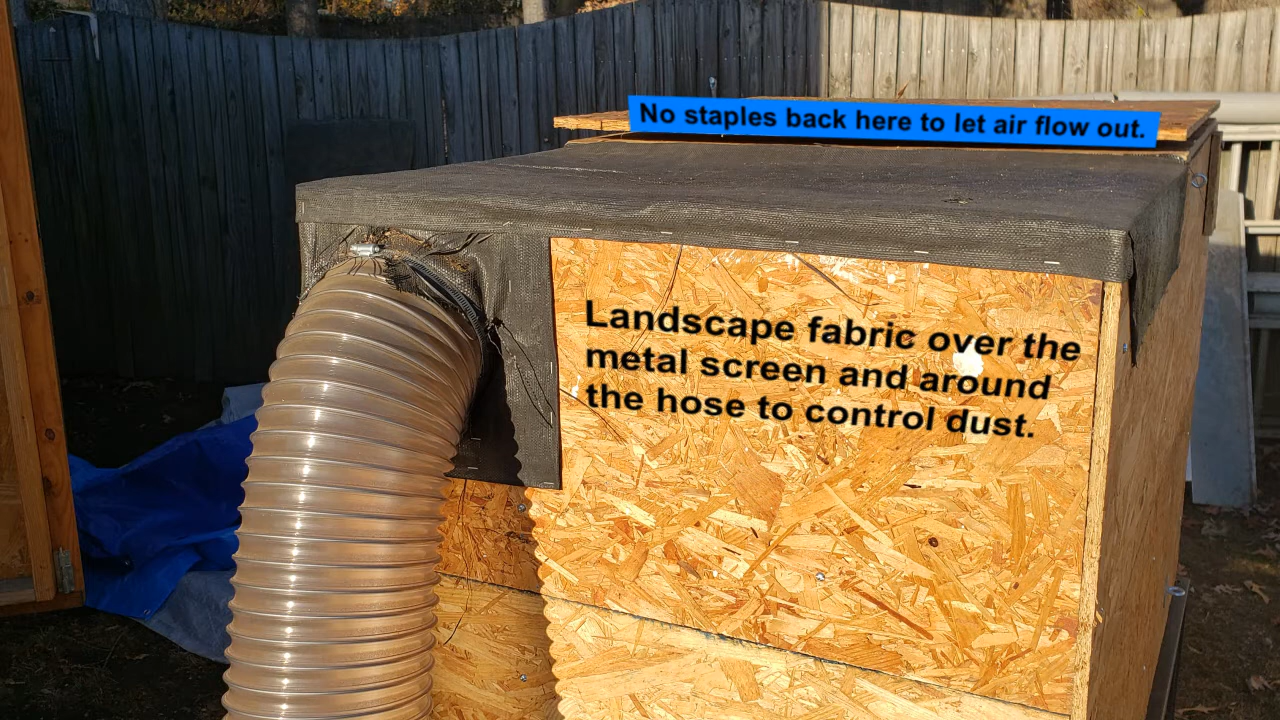 No staples back here to let air flow out.
Landscape fabric over the
metal screen and around
the hose to control dust.